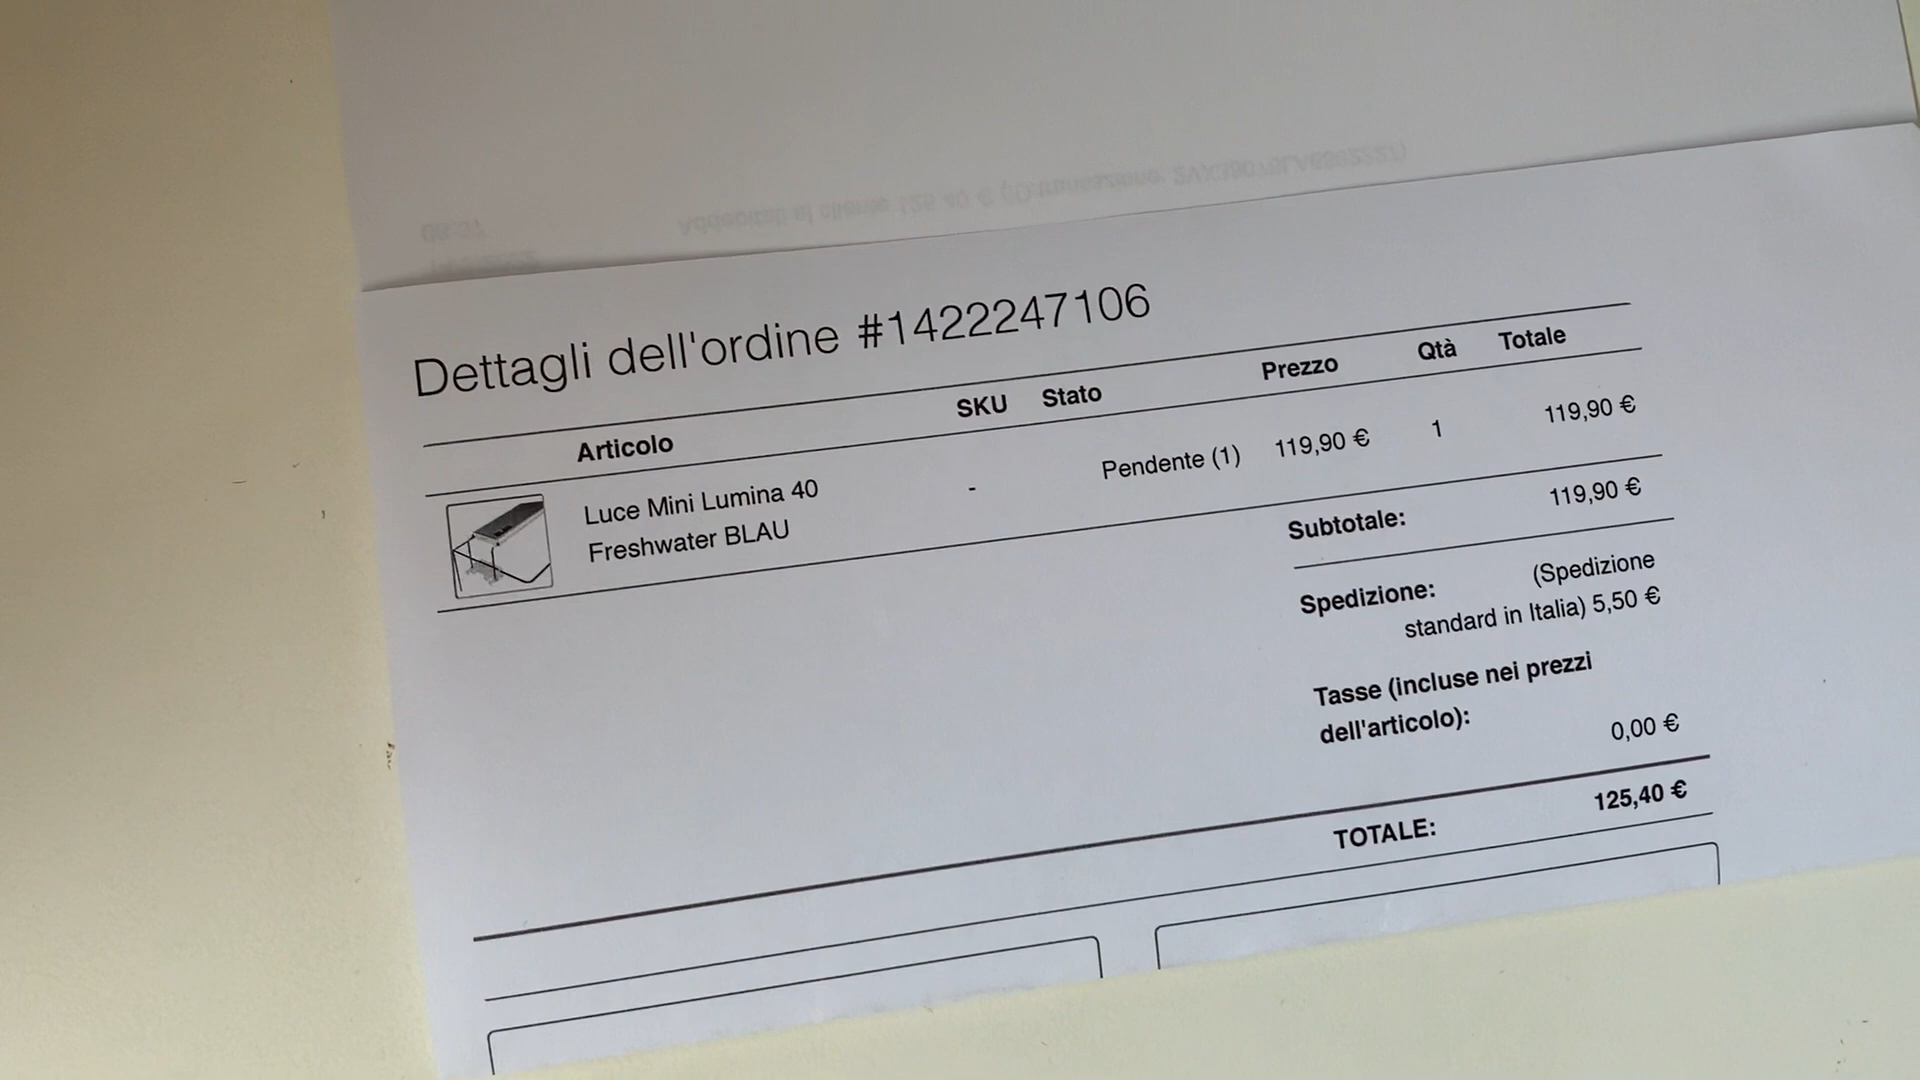 Dettagli dell'ordine #1422247106
Articolo SKU Stato Prezzo Qtà Totale
Luce Mini Lumina 40 - Pendente (1) 119,90 € 1 119,90 €
Freshwater BLAU
Subtotale: 119,90 €
Spedizione: (Spedizione
standard in Italia) 5,50 €
Tasse (incluse nei prezzi
dell'articolo):
0,00 €
TOTALE: 125,40 €